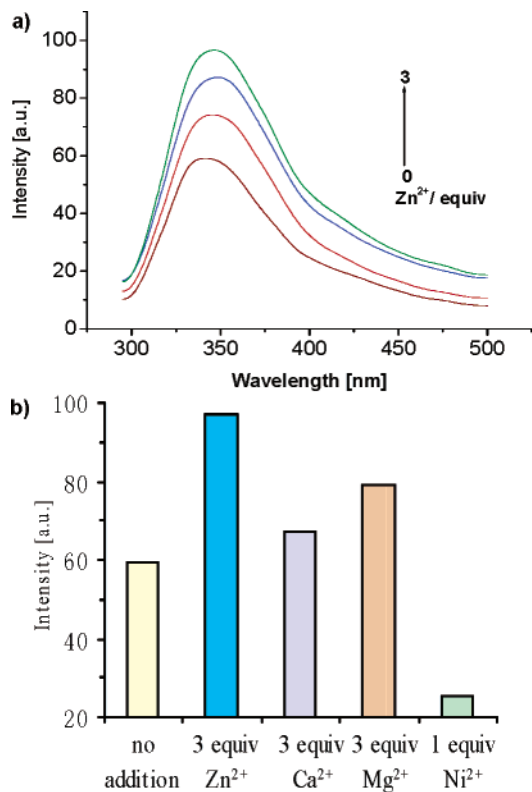 a)
Intensity [a.u.]
100
80
60
40
20
0
3
0
Zn²⁺/ equiv
300 350 400 450 500
Wavelength [nm]
b)
Intensity [a.u.]
100
80
60
40
20
no 3 equiv 3 equiv 3 equiv 1 equiv
addition Zn²⁺ Ca²⁺ Mg²⁺ Ni²⁺